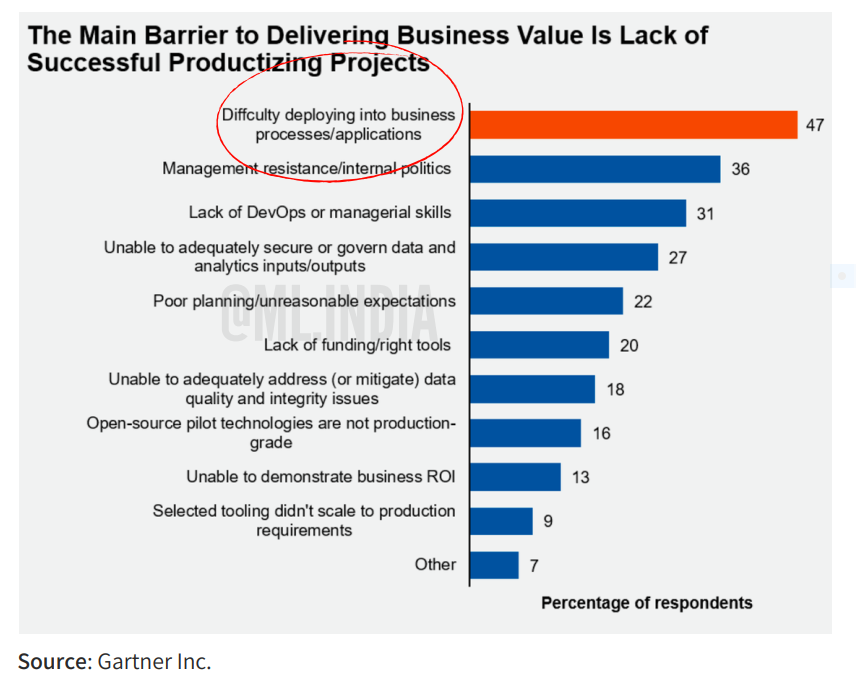 The Main Barrier to Delivering Business Value Is Lack of
Successful Productizing Projects
Diffculty deploying into business
processes/applications
47
Management resistance/internal politics
36
Lack of DevOps or managerial skills
31
Unable to adequately secure or govern data and
analytics inputs/outputs
27
@ML.INDIA
Poor planning/unreasonable expectations
22
Lack of funding/right tools
20
Unable to adequately address (or mitigate) data
quality and integrity issues
18
Open-source pilot technologies are not production-
grade
16
Unable to demonstrate business ROI
13
Selected tooling didn't scale to production
requirements
9
Other
7
Percentage of respondents
Source: Gartner Inc.